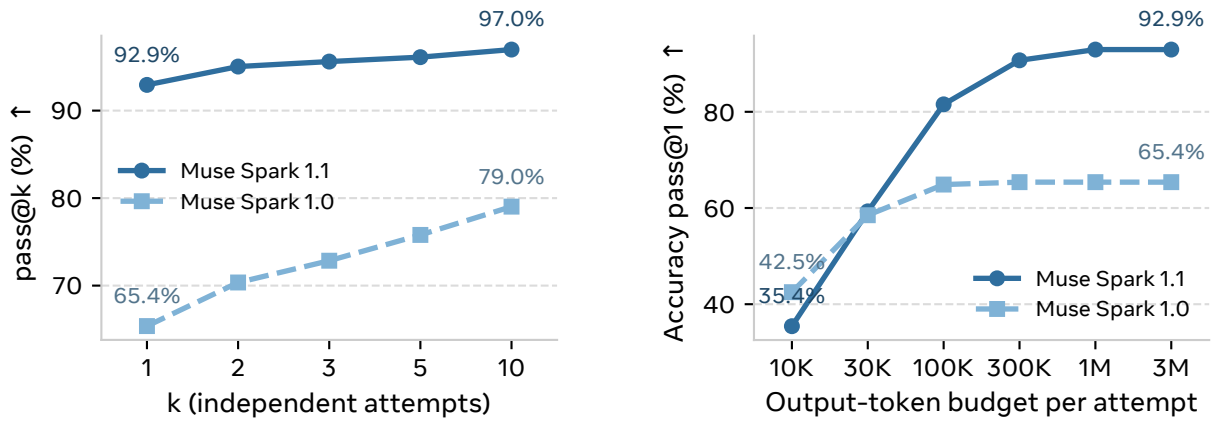 92.9%
97.0%
pass@k (%) ↑
90
80
70
Muse Spark 1.1
Muse Spark 1.0
79.0%
65.4%
1 2 3 5 10
k (independent attempts)
92.9%
Accuracy pass@1 (%) ↑
80
60
40
65.4%
42.5%
35.4%
Muse Spark 1.1
Muse Spark 1.0
10K 30K 100K 300K 1M 3M
Output-token budget per attempt